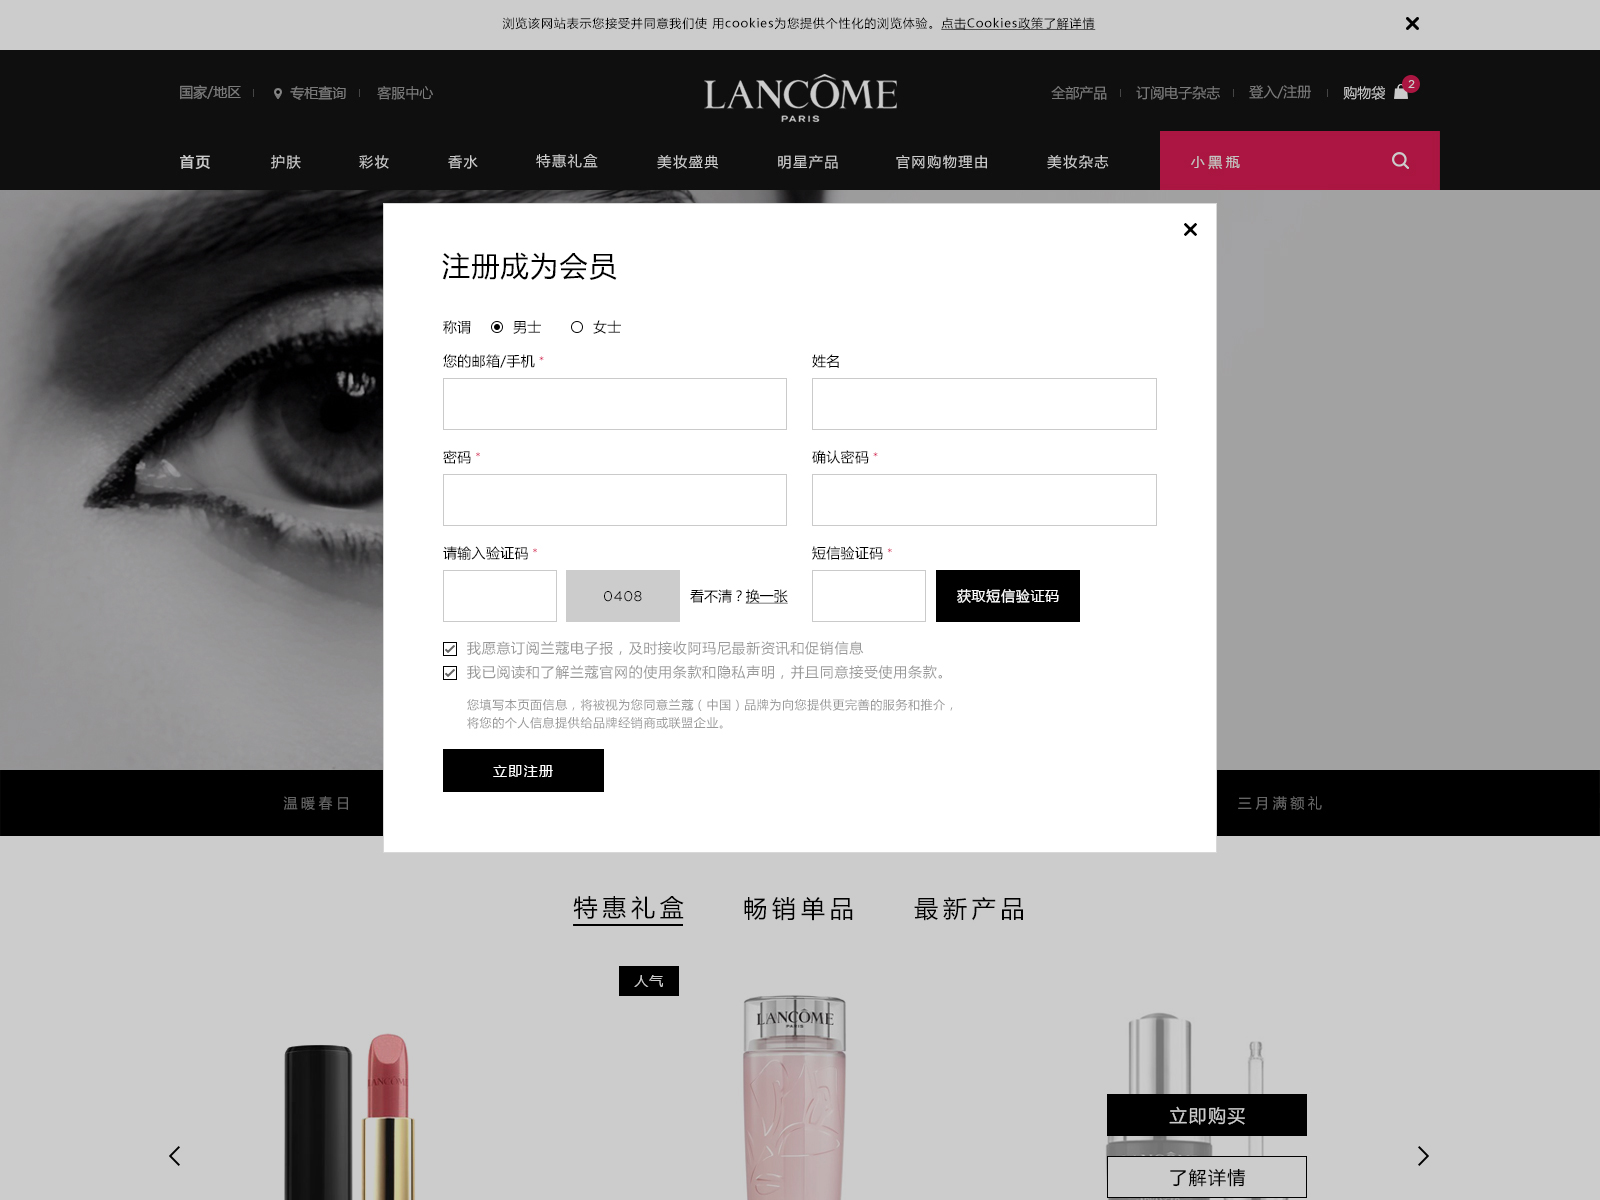 浏览该网站表示您接受并同意我们使 用cookies为您提供个性化的浏览体验。点击Cookies政策了解详情
国家/地区 专柜查询 客服中心
LANCÔME
PARIS
全部产品 订阅电子杂志 登入/注册 购物袋 2
首页 护肤 彩妆 香水 特惠礼盒 美妆盛典 明星产品 官网购物理由 美妆杂志 小黑瓶
注册成为会员
称谓 男士 女士
您的邮箱/手机 * 姓名
密码 * 确认密码 *
请输入验证码 * 短信验证码 *
0408 看不清？换一张 获取短信验证码
我愿意订阅兰蔻电子报，及时接收阿玛尼最新资讯和促销信息
我已阅读和了解兰蔻官网的使用条款和隐私声明，并且同意接受使用条款。
您填写本页面信息，将被视为您同意兰蔻（中国）品牌为向您提供更完善的服务和推介，
将您的个人信息提供给品牌经销商或联盟企业。
立即注册
温暖春日 三月满额礼
特惠礼盒 畅销单品 最新产品
人气
LANCÔME
PARIS
LANCOME
立即购买
了解详情